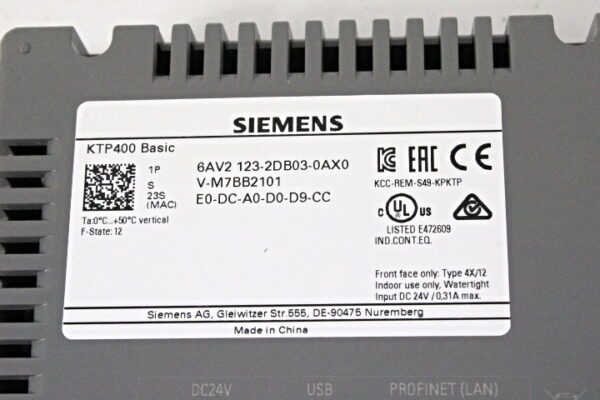 SIEMENS
KTP400 Basic
1P 6AV2 123-2DB03-0AX0
S V-M7BB2101
23S (MAC) E0-DC-A0-D0-D9-CC
Ta:0°C...+50°C vertical
F-State: 12
EAC CE
KCC-REM-S49-KPKTP
c UL us
LISTED E472609
IND.CONT.EQ.
Front face only: Type 4X/12
Indoor use only, Watertight
Input DC 24V / 0,31A max.
Siemens AG, Gleiwitzer Str.555, DE-90475 Nuremberg
Made in China
DC24V USB PROFINET (LAN)